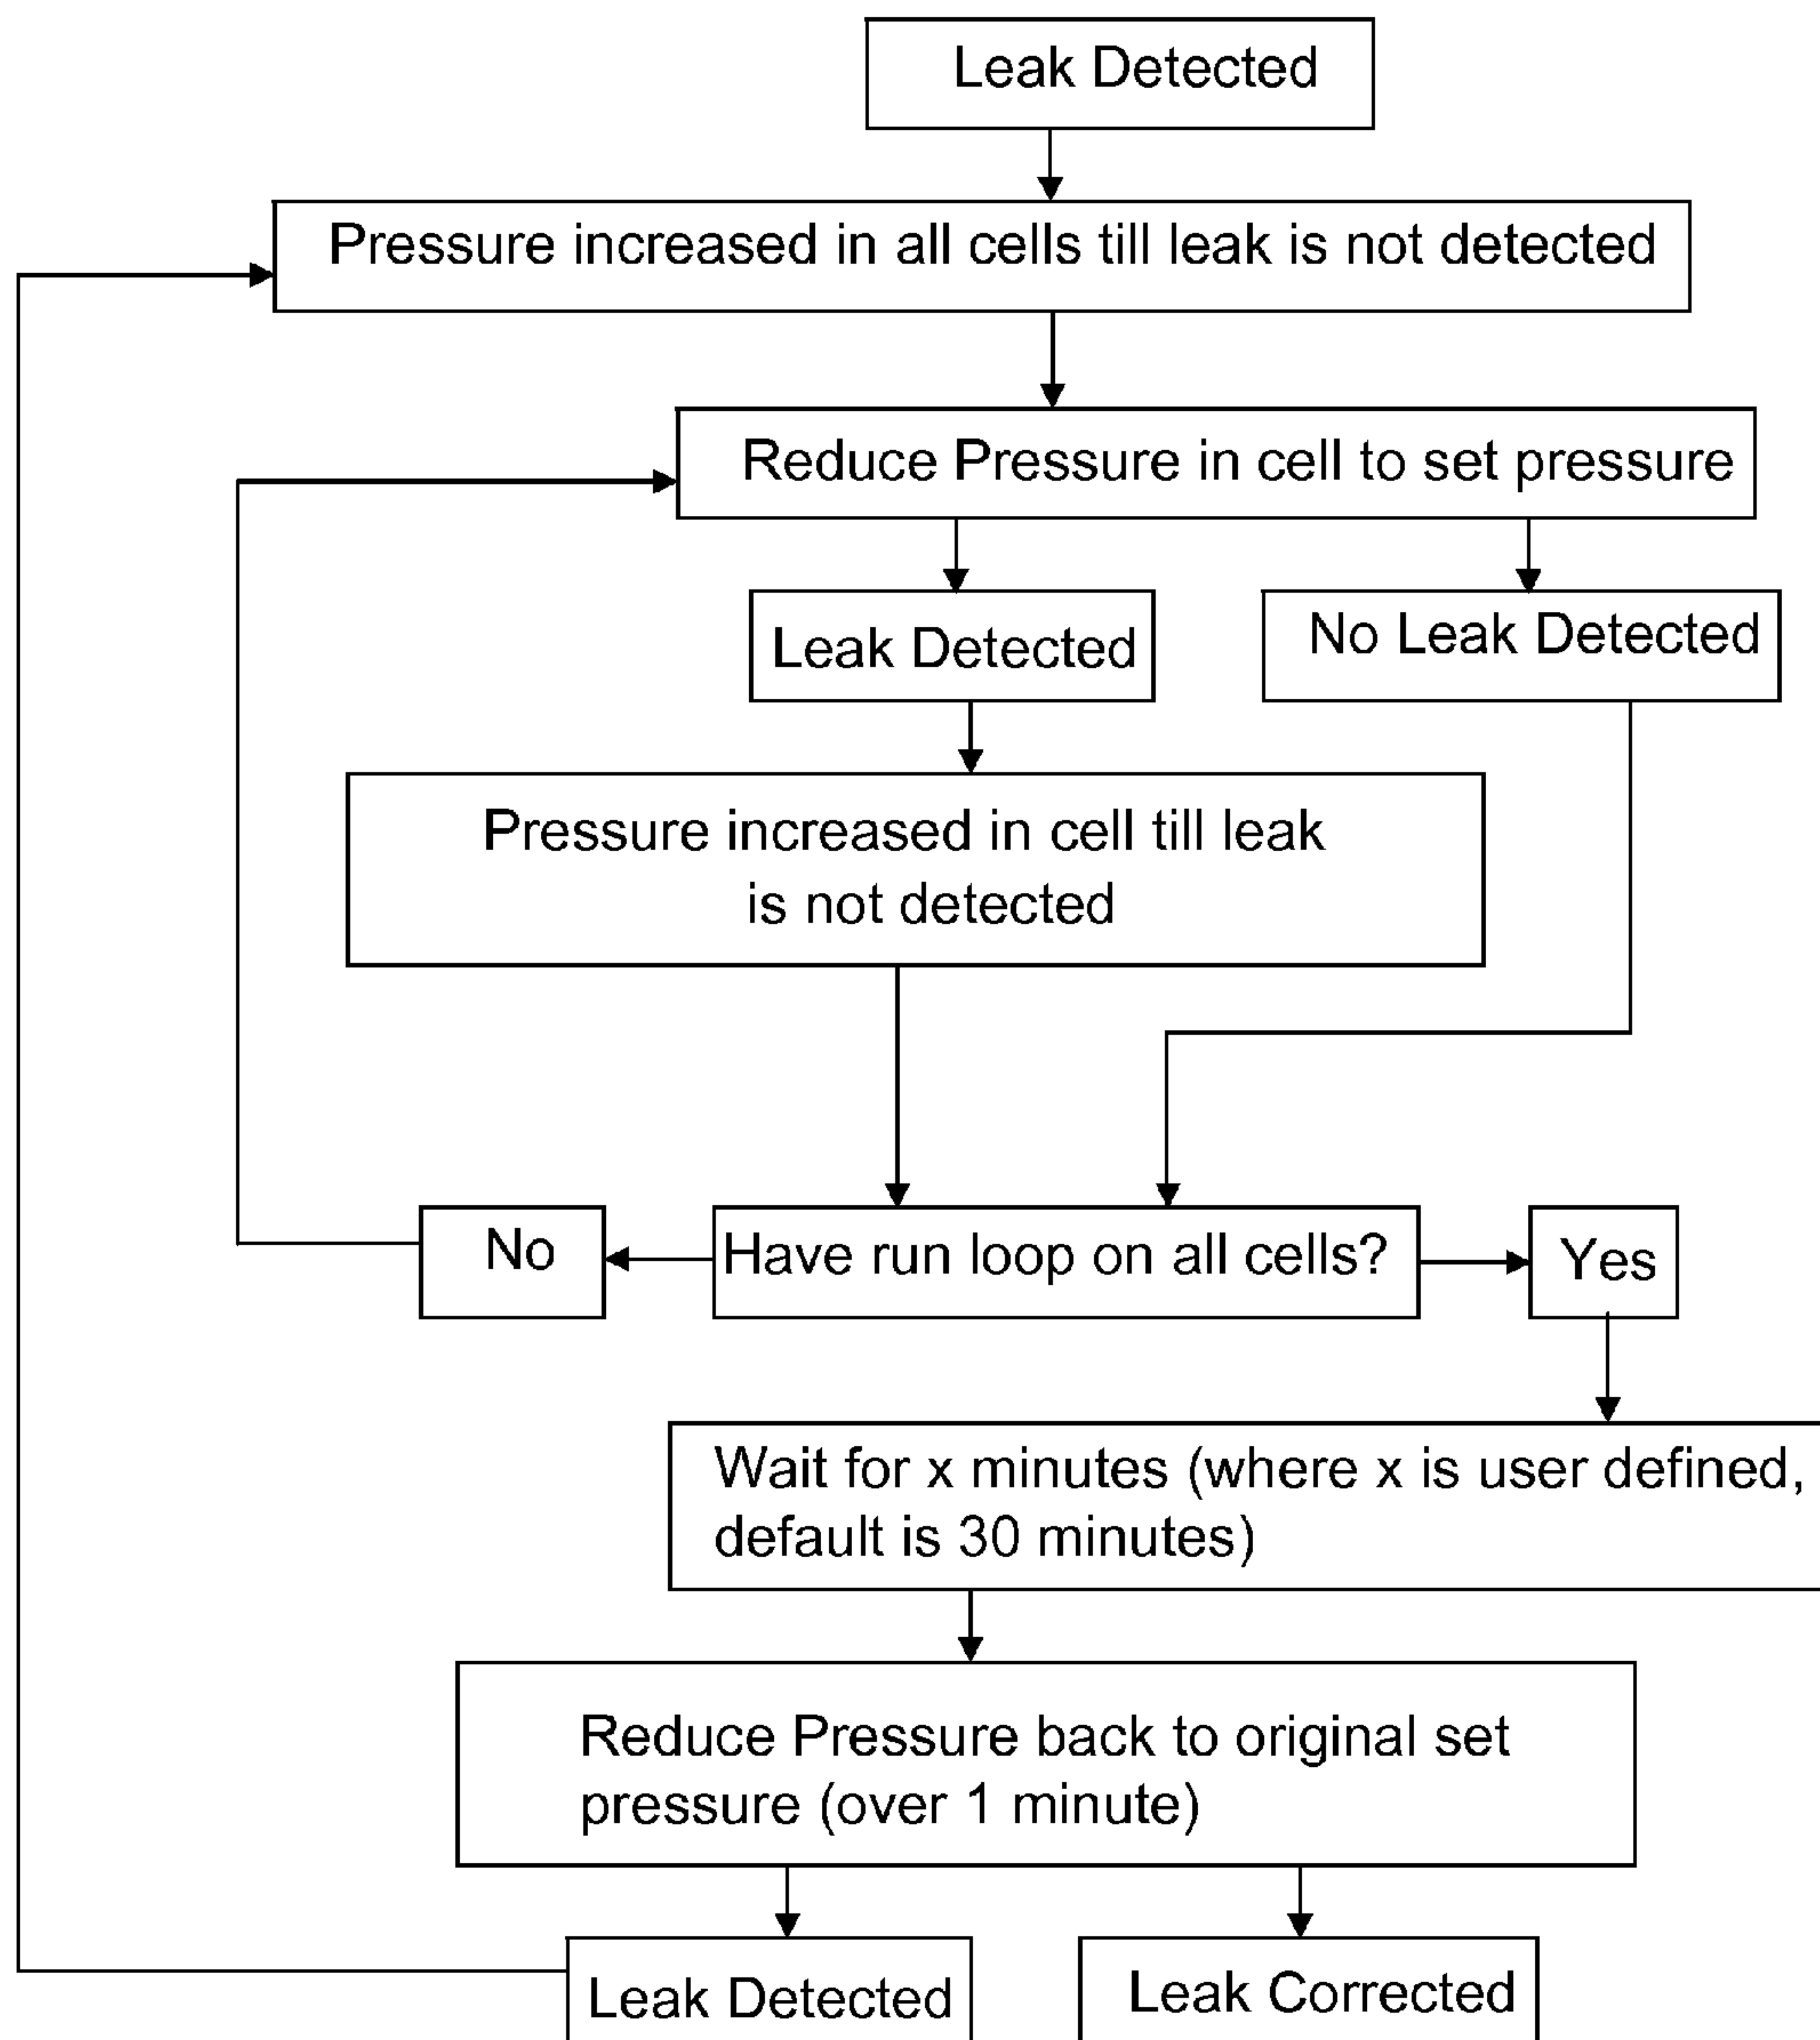 Leak Detected
Pressure increased in all cells till leak is not detected
Reduce Pressure in cell to set pressure
Leak Detected
No Leak Detected
Pressure increased in cell till leak
is not detected
No
Have run loop on all cells?
Yes
Wait for x minutes (where x is user defined,
default is 30 minutes)
Reduce Pressure back to original set
pressure (over 1 minute)
Leak Detected
Leak Corrected